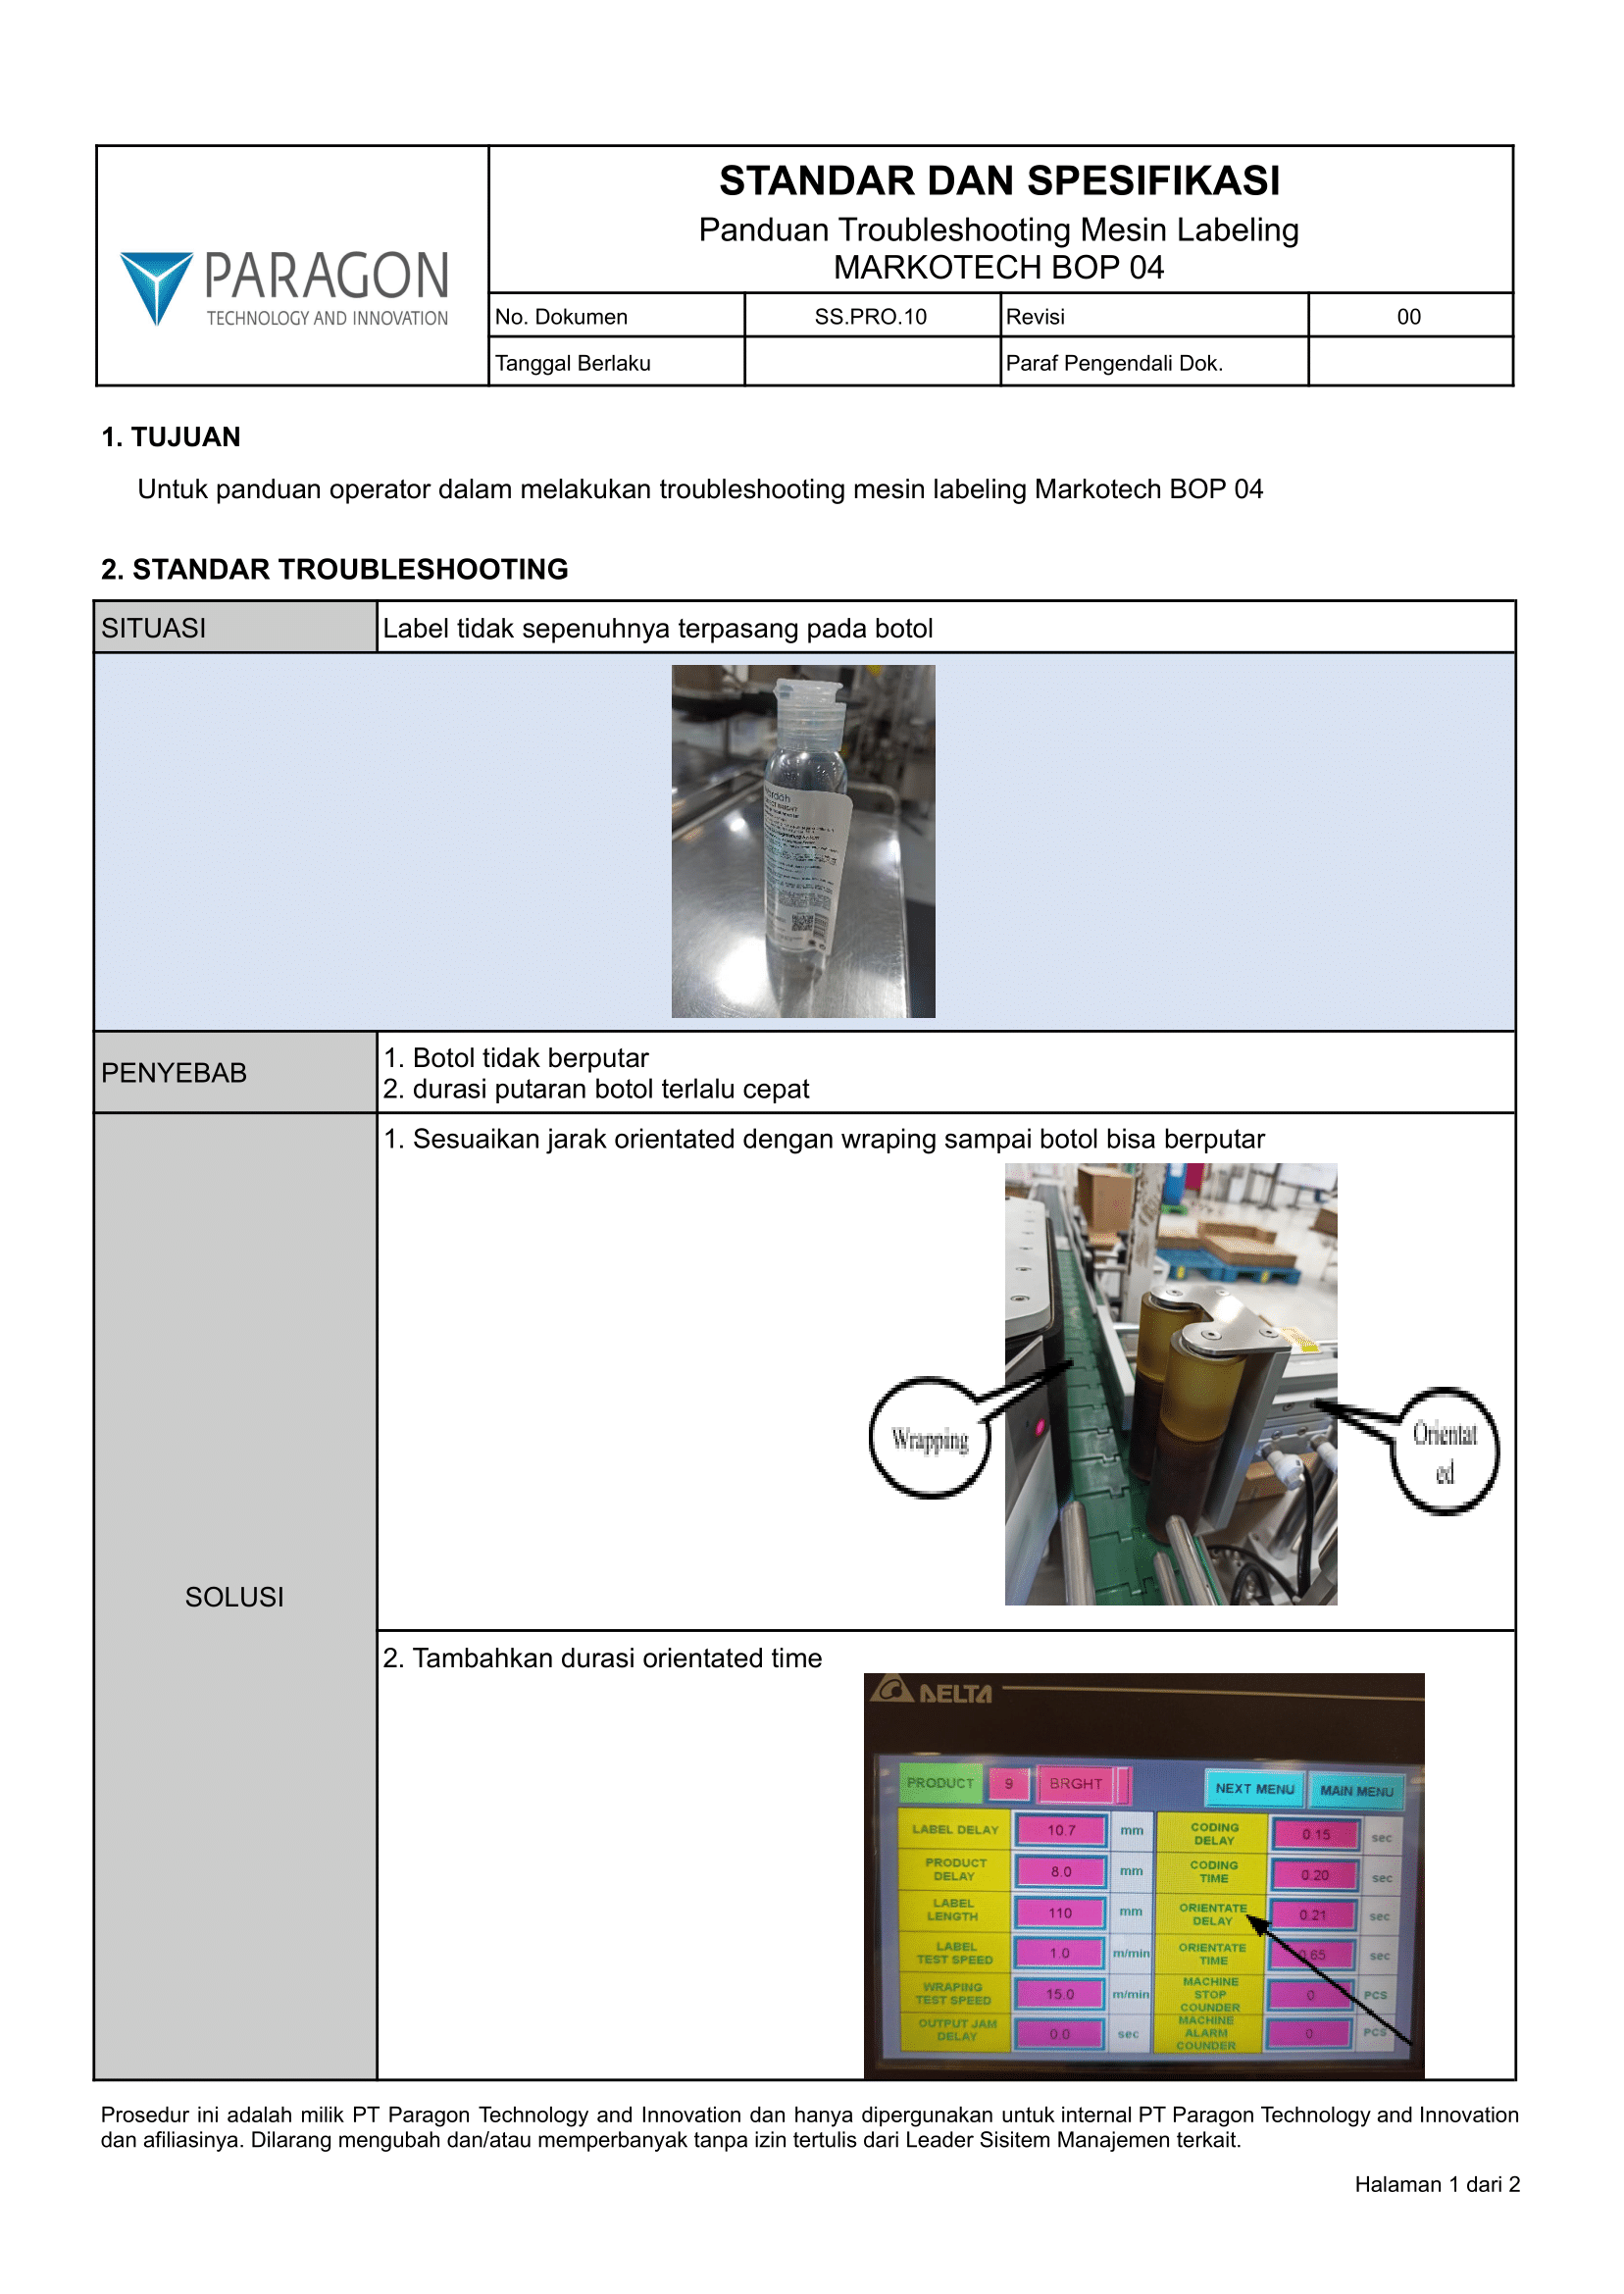 STANDAR DAN SPESIFIKASI
Panduan Troubleshooting Mesin Labeling
MARKOTECH BOP 04
PARAGON
TECHNOLOGY AND INNOVATION
No. Dokumen SS.PRO.10 Revisi 00
Tanggal Berlaku Paraf Pengendali Dok.
1. TUJUAN
Untuk panduan operator dalam melakukan troubleshooting mesin labeling Markotech BOP 04
2. STANDAR TROUBLESHOOTING
SITUASI Label tidak sepenuhnya terpasang pada botol
PENYEBAB
1. Botol tidak berputar
2. durasi putaran botol terlalu cepat
SOLUSI
1. Sesuaikan jarak orientated dengan wraping sampai botol bisa berputar
Wrapping
Orientat
ed
2. Tambahkan durasi orientated time
DELTA
PRODUCT 9 BRGHT NEXT MENU MAIN MENU
LABEL DELAY 10.7 mm CODING DELAY 0.15 sec
PRODUCT DELAY 8.0 mm CODING TIME 0.20 sec
LABEL LENGTH 110 mm ORIENTATE DELAY 0.21 sec
LABEL TEST SPEED 1.0 m/min ORIENTATE TIME 0.65 sec
WRAPING TEST SPEED 15.0 m/min MACHINE STOP COUNDER 0 PCS
OUTPUT JAM DELAY 0.0 sec MACHINE ALARM COUNDER 0 PCS
Prosedur ini adalah milik PT Paragon Technology and Innovation dan hanya dipergunakan untuk internal PT Paragon Technology and Innovation
dan afiliasinya. Dilarang mengubah dan/atau memperbanyak tanpa izin tertulis dari Leader Sisitem Manajemen terkait.
Halaman 1 dari 2